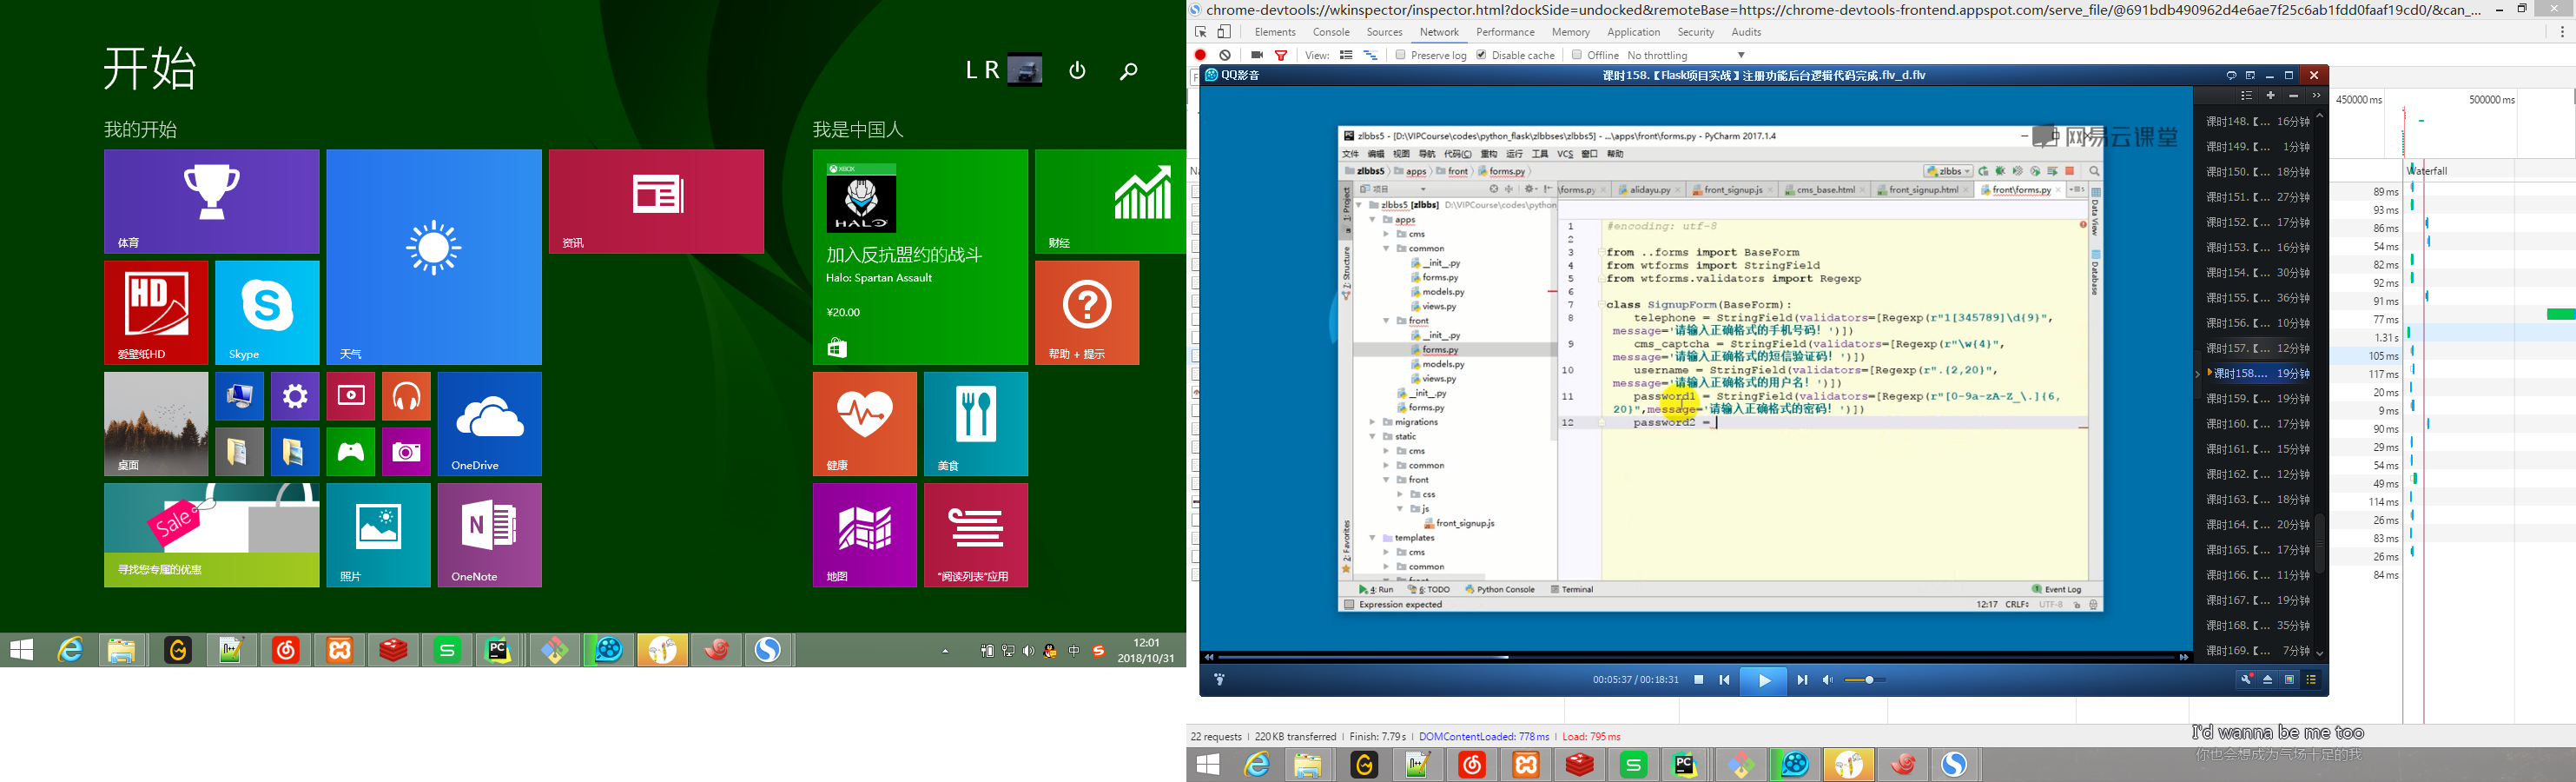 开始
L R
我的开始
我是中国人
体育
天气
资讯
XBOX
HALO
加入反抗盟约的战斗
Halo: Spartan Assault
¥20.00
财经
爱壁纸HD
Skype
帮助 + 提示
桌面
OneDrive
健康
美食
Sale
寻找您专属的优惠
照片
OneNote
地图
"阅读列表"应用
中
12:01
2018/10/31
chrome-devtools://wkinspector/inspector.html?dockSide=undocked&remoteBase=https://chrome-devtools-frontend.appspot.com/serve_file/@691bdb490962d4e6ae7f25c6ab1fdd0faaf19cd0/&can_...
Elements Console Sources Network Performance Memory Application Security Audits
View: Preserve log Disable cache Offline No throttling
QQ影音
课时158.【Flask项目实战】注册功能后台逻辑代码完成.flv_d.flv
450000 ms 500000 ms
Waterfall
zlbbs5 - [D:\VIPCourse\codes\python_flask\zlbbses\zlbbs5] - ...\apps\front\forms.py - PyCharm 2017.1.4
网易云课堂
文件 编辑 视图 导航 代码(C) 重构 运行 工具 VCS 窗口 帮助
zlbbs5 apps front forms.py
zlbbs
项目
\forms.py alidayu.py front_signup.js cms_base.html front_signup.html front\forms.py
1: Project
Z: Structure
2: Favorites
Data View
Database
zlbbs5 [zlbbs] D:\VIPCourse\codes\python
apps
cms
common
__init__.py
forms.py
models.py
views.py
front
__init__.py
forms.py
models.py
views.py
__init__.py
forms.py
migrations
static
cms
common
front
css
js
front_signup.js
templates
cms
common
front
1 #encoding: utf-8
2
3 from ..forms import BaseForm
4 from wtforms import StringField
5 from wtforms.validators import Regexp
6
7 class SignupForm(BaseForm):
8 telephone = StringField(validators=[Regexp(r"1[345789]\d{9}",
message='请输入正确格式的手机号码！')])
9 cms_captcha = StringField(validators=[Regexp(r"\w{4}",
message='请输入正确格式的短信验证码！')])
10 username = StringField(validators=[Regexp(r".{2,20}",
message='请输入正确格式的用户名！')])
11 password1 = StringField(validators=[Regexp(r"[0-9a-zA-Z_\.]{6,
20}",message='请输入正确格式的密码！')])
12 password2 =
4: Run 6: TODO Python Console Terminal Event Log
Expression expected 12:17 CRLF UTF-8
00:05:37 / 00:18:31
课时148.【... 16分钟
课时149.【... 1分钟
课时150.【... 18分钟
课时151.【... 27分钟
课时152.【... 17分钟
课时153.【... 16分钟
课时154.【... 30分钟
课时155.【... 36分钟
课时156.【... 10分钟
课时157.【... 12分钟
课时158.... 19分钟
课时159.【... 19分钟
课时160.【... 17分钟
课时161.【... 15分钟
课时162.【... 12分钟
课时163.【... 18分钟
课时164.【... 20分钟
课时165.【... 17分钟
课时166.【... 11分钟
课时167.【... 19分钟
课时168.【... 35分钟
课时169.【... 7分钟
89 ms
93 ms
86 ms
54 ms
82 ms
92 ms
91 ms
77 ms
1.31 s
105 ms
117 ms
20 ms
9 ms
90 ms
29 ms
54 ms
49 ms
114 ms
26 ms
83 ms
26 ms
84 ms
22 requests | 220 KB transferred | Finish: 7.79 s | DOMContentLoaded: 778 ms | Load: 795 ms
I'd wanna be me too
你也会想成为气场十足的我